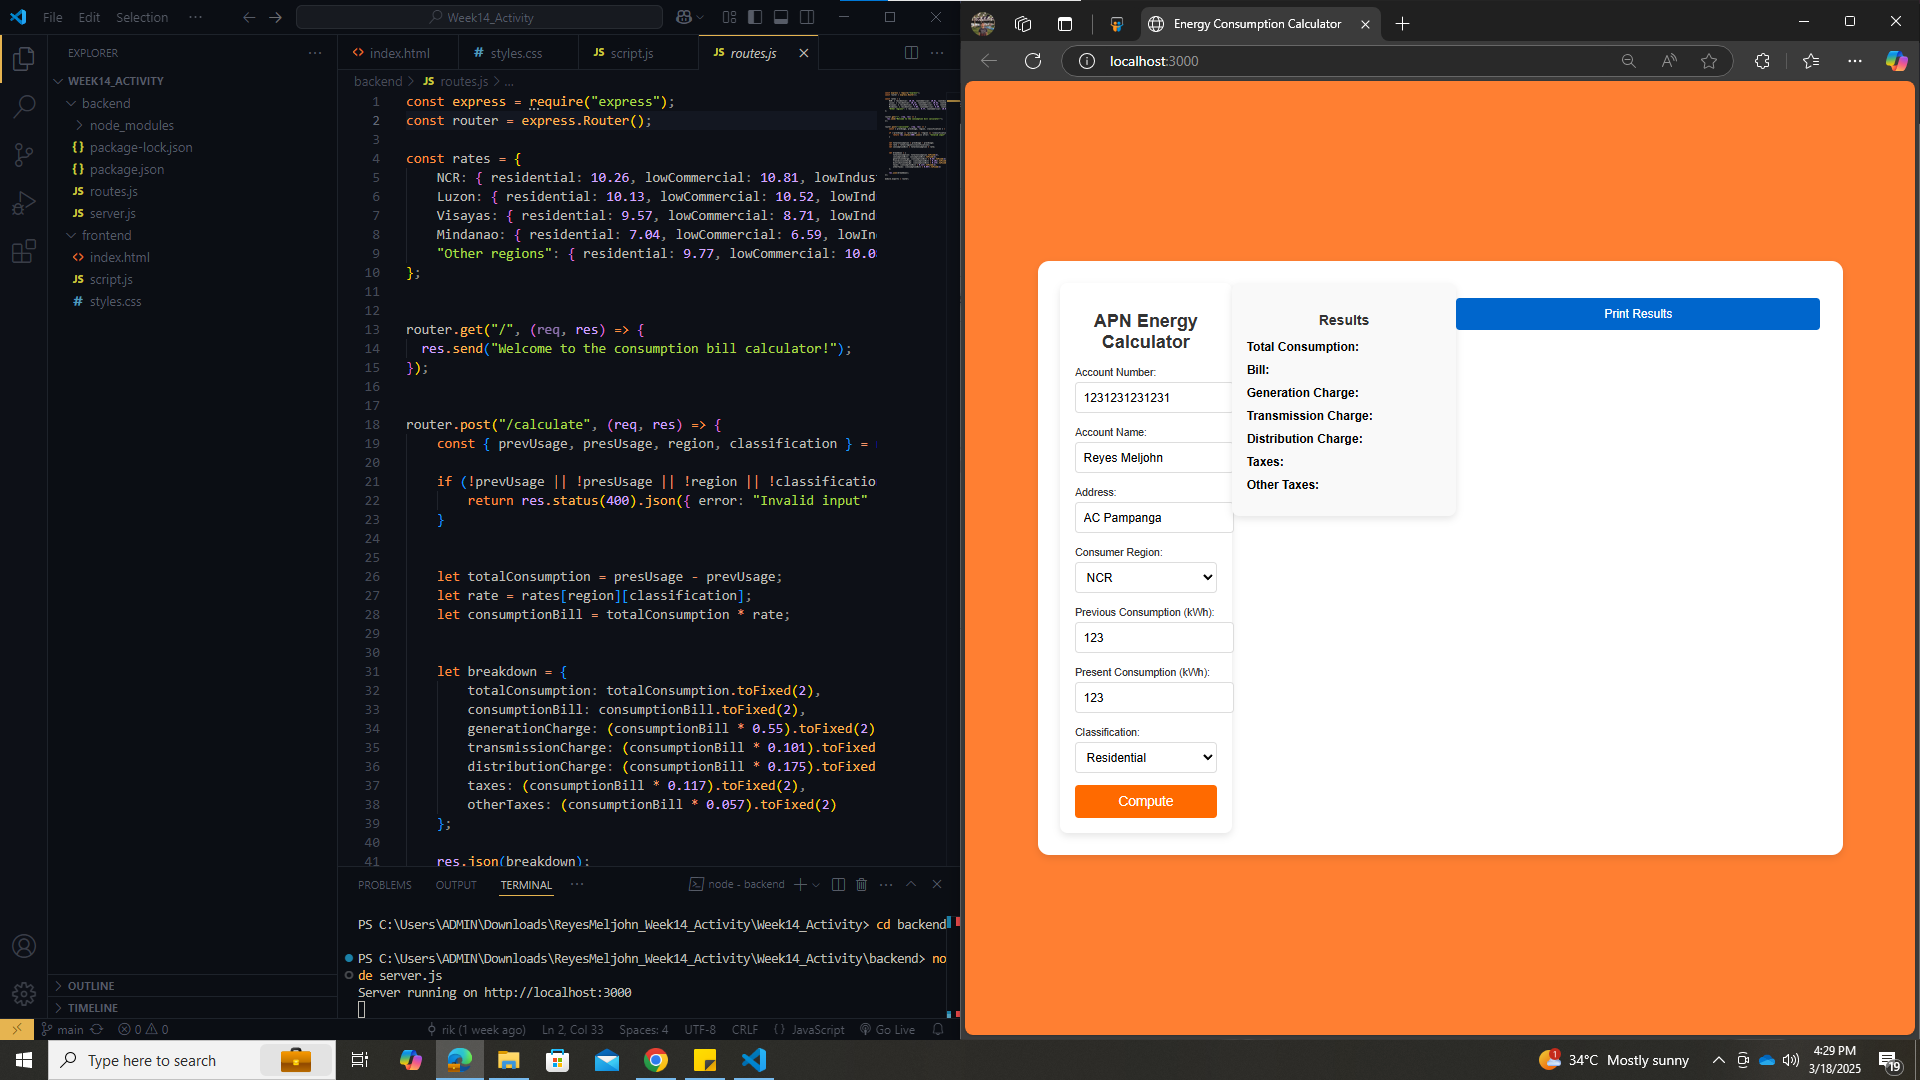 File Edit Selection ···
Week14_Activity
EXPLORER
WEEK14_ACTIVITY
backend
node_modules
{} package-lock.json
{} package.json
JS routes.js
JS server.js
frontend
<> index.html
JS script.js
# styles.css
OUTLINE
TIMELINE
<> index.html
# styles.css
JS script.js
JS routes.js
backend > JS routes.js > ...
1 const express = require("express");
2 const router = express.Router();
3
4 const rates = {
5 NCR: { residential: 10.26, lowCommercial: 10.81, lowIndus
6 Luzon: { residential: 10.13, lowCommercial: 10.52, lowInd
7 Visayas: { residential: 9.57, lowCommercial: 8.71, lowInd
8 Mindanao: { residential: 7.04, lowCommercial: 6.59, lowIn
9 "Other regions": { residential: 9.77, lowCommercial: 10.0
10 };
11
12
13 router.get("/", (req, res) => {
14 res.send("Welcome to the consumption bill calculator!");
15 });
16
17
18 router.post("/calculate", (req, res) => {
19 const { prevUsage, presUsage, region, classification } =
20
21 if (!prevUsage || !presUsage || !region || !classificatio
22 return res.status(400).json({ error: "Invalid input"
23 }
24
25
26 let totalConsumption = presUsage - prevUsage;
27 let rate = rates[region][classification];
28 let consumptionBill = totalConsumption * rate;
29
30
31 let breakdown = {
32 totalConsumption: totalConsumption.toFixed(2),
33 consumptionBill: consumptionBill.toFixed(2),
34 generationCharge: (consumptionBill * 0.55).toFixed(2)
35 transmissionCharge: (consumptionBill * 0.101).toFixed
36 distributionCharge: (consumptionBill * 0.175).toFixed
37 taxes: (consumptionBill * 0.117).toFixed(2),
38 otherTaxes: (consumptionBill * 0.057).toFixed(2)
39 };
40
41 res.json(breakdown);
PROBLEMS OUTPUT TERMINAL ···
node - backend
PS C:\Users\ADMIN\Downloads\ReyesMeljohn_Week14_Activity\Week14_Activity> cd backend
PS C:\Users\ADMIN\Downloads\ReyesMeljohn_Week14_Activity\Week14_Activity\backend> no
de server.js
Server running on http://localhost:3000
main 0 0 rik (1 week ago) Ln 2, Col 33 Spaces: 4 UTF-8 CRLF {} JavaScript Go Live
Energy Consumption Calculator
localhost:3000
APN Energy
Calculator
Account Number:
1231231231231
Account Name:
Reyes Meljohn
Address:
AC Pampanga
Consumer Region:
NCR
Previous Consumption (kWh):
123
Present Consumption (kWh):
123
Classification:
Residential
Compute
Results
Total Consumption:
Bill:
Generation Charge:
Transmission Charge:
Distribution Charge:
Taxes:
Other Taxes:
Print Results
Type here to search
1
34°C Mostly sunny
4:29 PM
3/18/2025
19